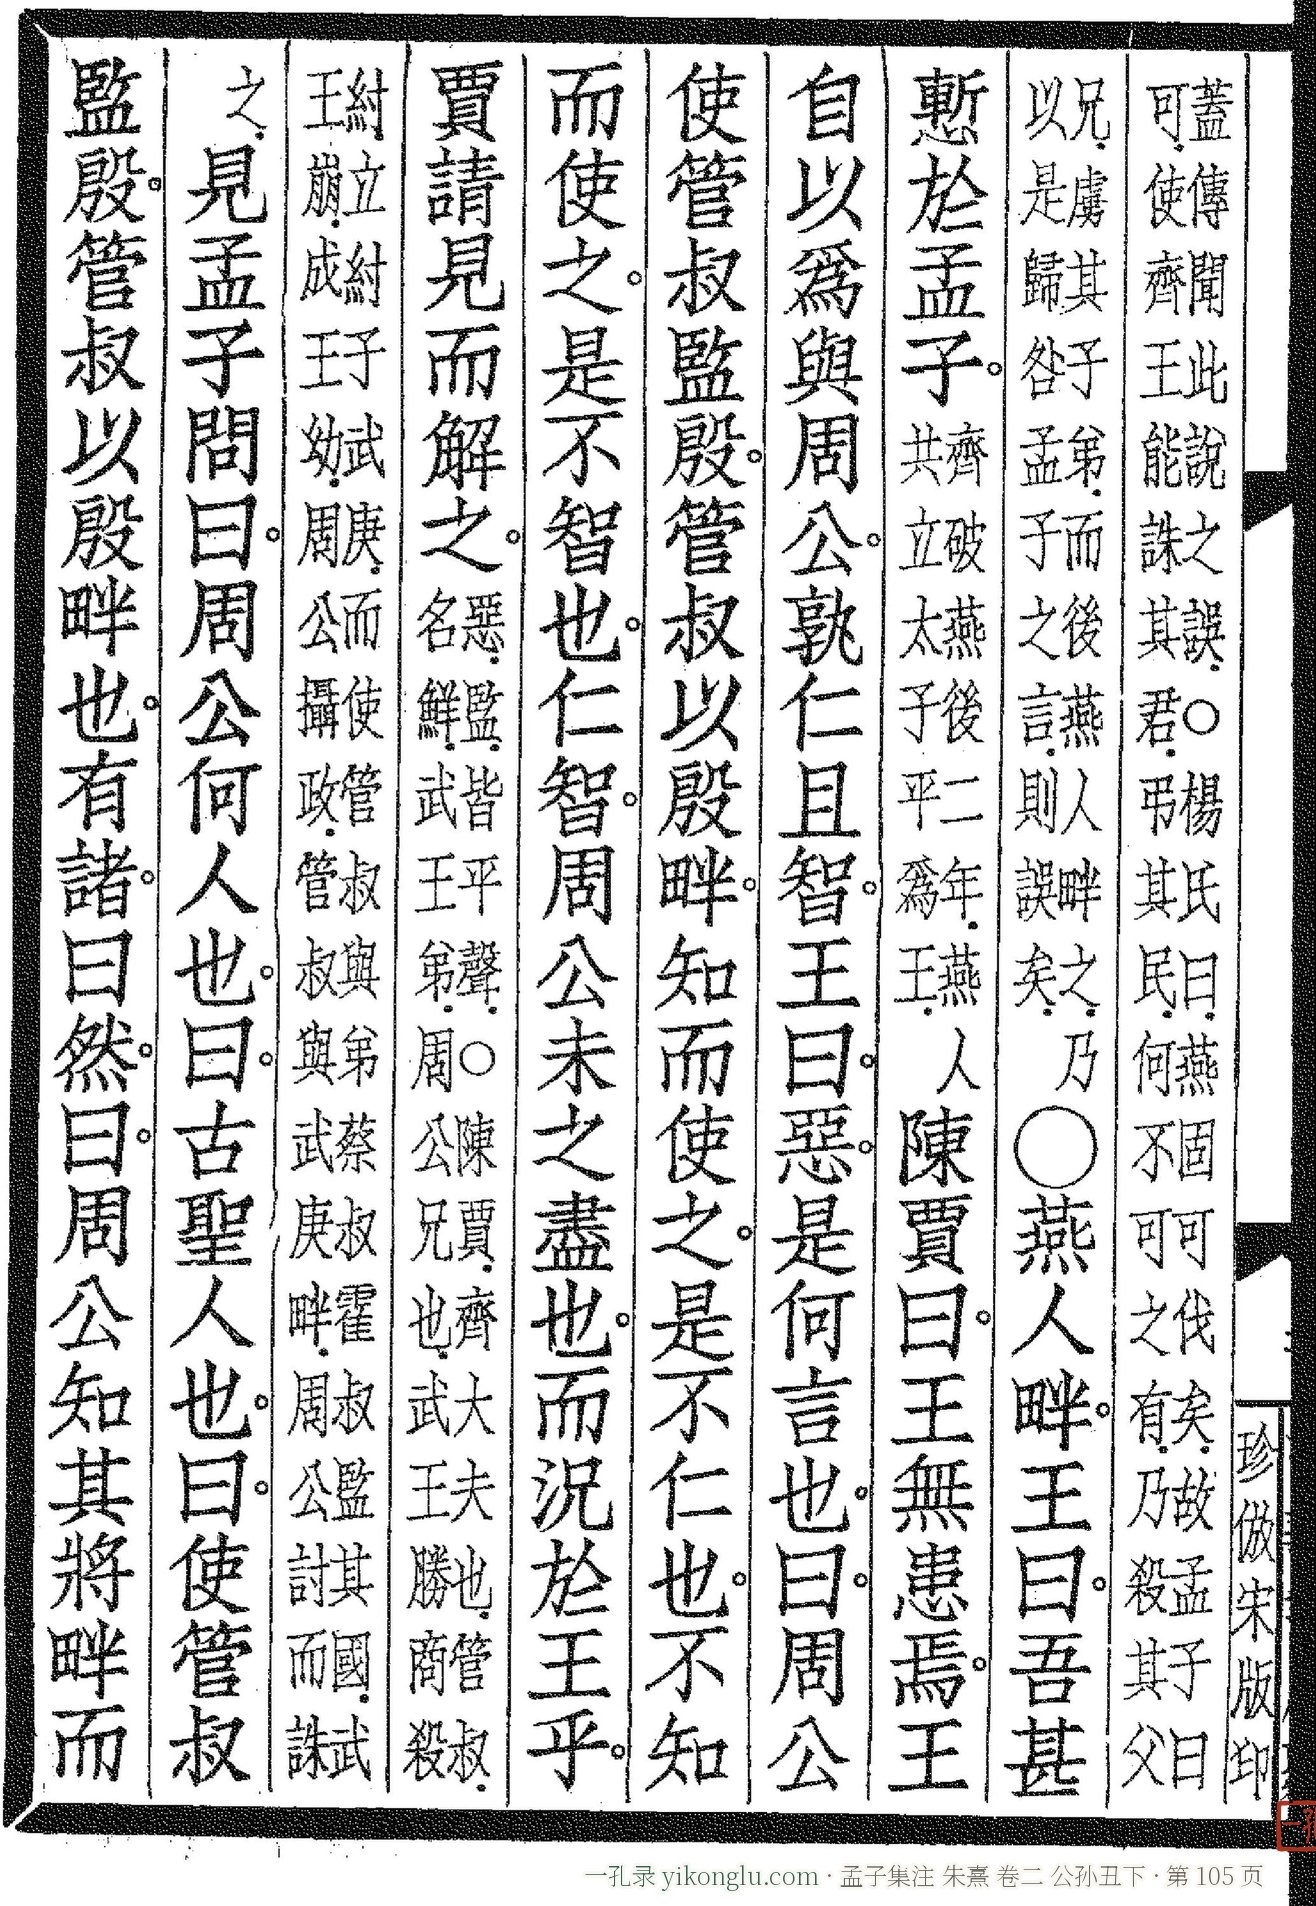 珍倣宋版印
蓋傳聞此說之誤．○楊氏曰．燕固可伐矣．故孟子曰
可．使齊王能誅其君．弔其民．何不可之有．乃殺其父
兄．虜其子弟．而後燕人畔之．乃
以是歸咎孟子之言．則誤矣．
○燕人畔。王曰。吾甚
慙於孟子。
齊破燕後二年．燕人
共立太子平爲王．
陳賈曰。王無患焉。王
自以爲與周公。孰仁且智。王曰。惡。是何言也。曰。周公
使管叔監殷。管叔以殷畔。知而使之。是不仁也。不知
而使之。是不智也。仁智。周公未之盡也。而況於王乎。
賈請見而解之。
惡．監．皆平聲．○陳賈．齊大夫也．管叔．
名鮮．武王弟．周公兄也．武王勝商殺
紂．立紂子武庚．而使管叔與弟蔡叔霍叔監其國．武
王崩．成王幼．周公攝政．管叔與武庚畔．周公討而誅
之．見孟子問曰。周公何人也。曰。古聖人也。曰。使管叔
監殷。管叔以殷畔也。有諸。曰。然。曰。周公知其將畔而
一孔录 yikonglu.com · 孟子集注 朱熹 卷二 公孙丑下 · 第 105 页